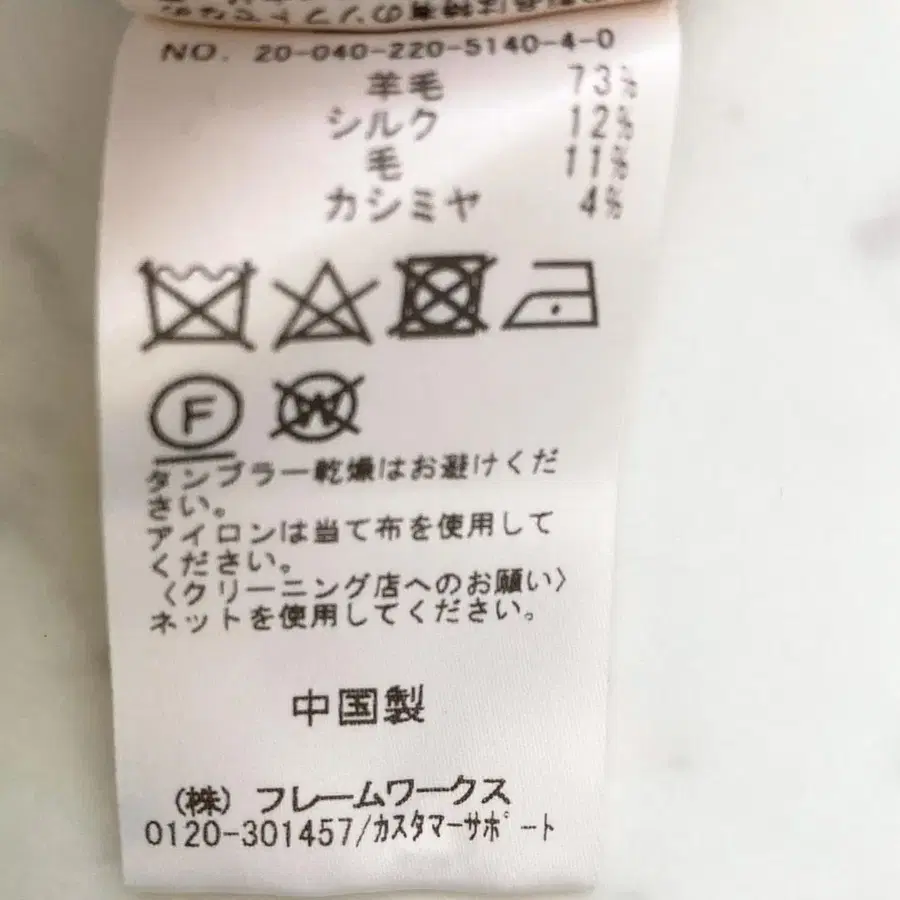 NO. 20-040-220-5140-4-0
羊毛 73%
シルク 12%
毛 11%
カシミヤ 4%
F W
タンブラー乾燥はお避けくだ
さい。
アイロンは当て布を使用して
ください。
〈クリーニング店へのお願い〉
ネットを使用してください。
中国製
(株) フレームワークス
0120-301457/カスタマーサポート